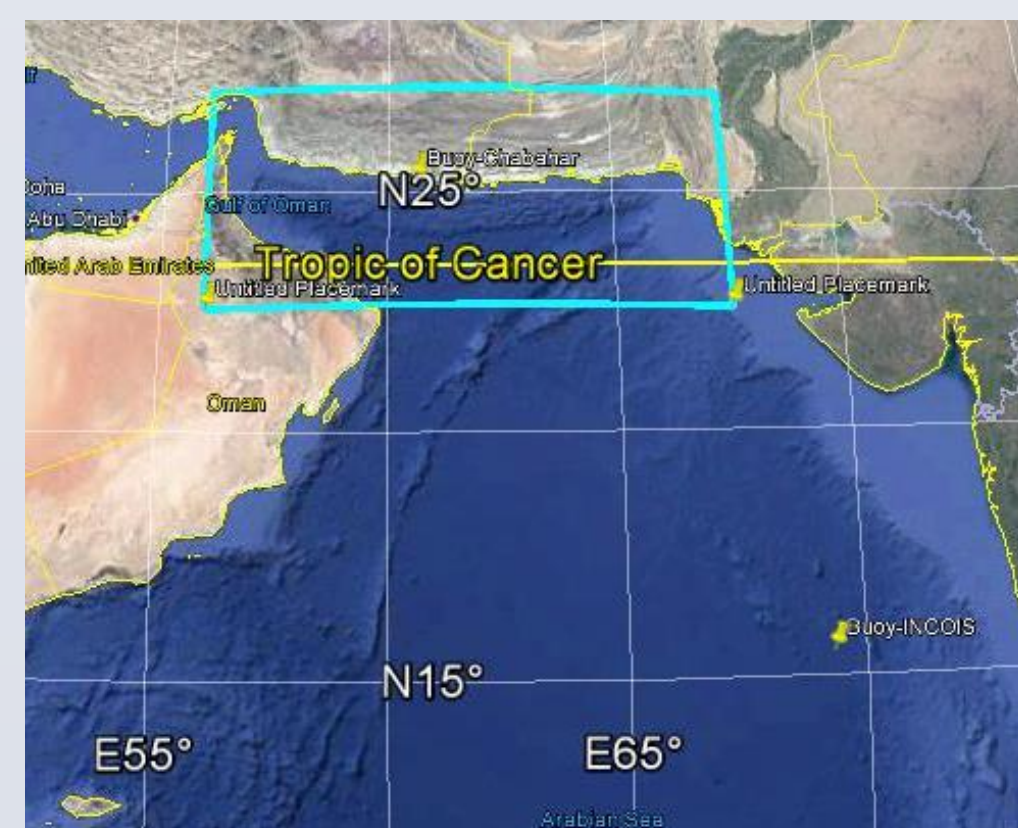 Buoy-Chabahar
N25°
Doha
Gulf of Oman
Abu Dhabi
Tropic of Cancer
nited Arab Emirates
Untitled Placemark
Untitled Placemark
Oman
Buoy-INCOIS
N15°
E55°
E65°
Arabian Sea